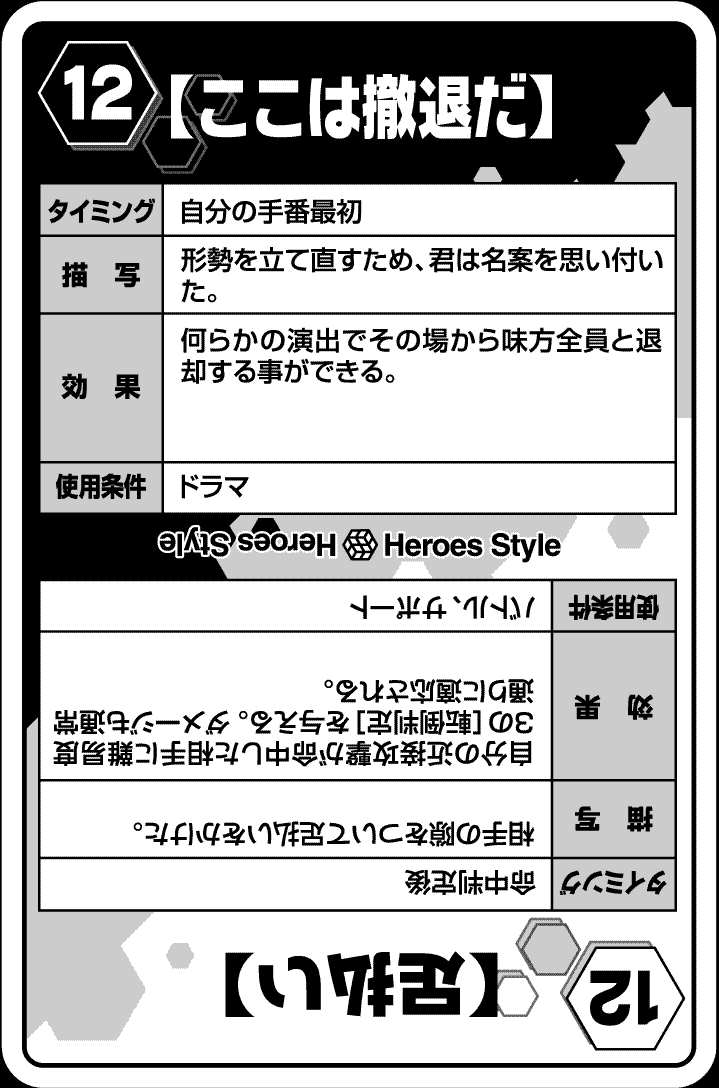 12
【ここは撤退だ】
タイミング
自分の手番最初
描 写
形勢を立て直すため、君は名案を思い付い
た。
効 果
何らかの演出でその場から味方全員と退
却する事ができる。
使用条件
ドラマ
Heroes Style
Heroes Style
12
【足払い】
タイミング
命中判定後
描 写
相手の隙をついて足払いをかけた。
効 果
自分の近接攻撃が命中した相手に難易度
3の[転倒判定]を与える。ダメージも通常
通りに適応される。
使用条件
バトル、サポート